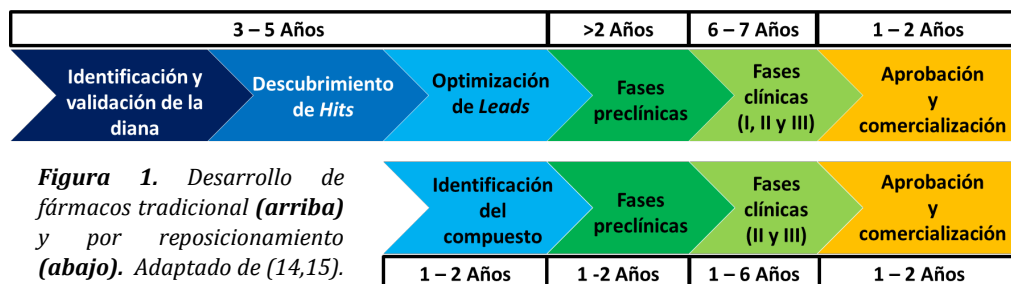 3 – 5 Años
>2 Años
6 – 7 Años
1 – 2 Años
Identificación y
validación de la
diana
Descubrimiento
de Hits
Optimización
de Leads
Fases
preclínicas
Fases
clínicas
(I, II y III)
Aprobación
y
comercialización
Figura 1. Desarrollo de
fármacos tradicional (arriba)
y por reposicionamiento
(abajo). Adaptado de (14,15).
Identificación
del
compuesto
Fases
preclínicas
Fases
clínicas
(II y III)
Aprobación
y
comercialización
1 – 2 Años
1 -2 Años
1 – 6 Años
1 – 2 Años